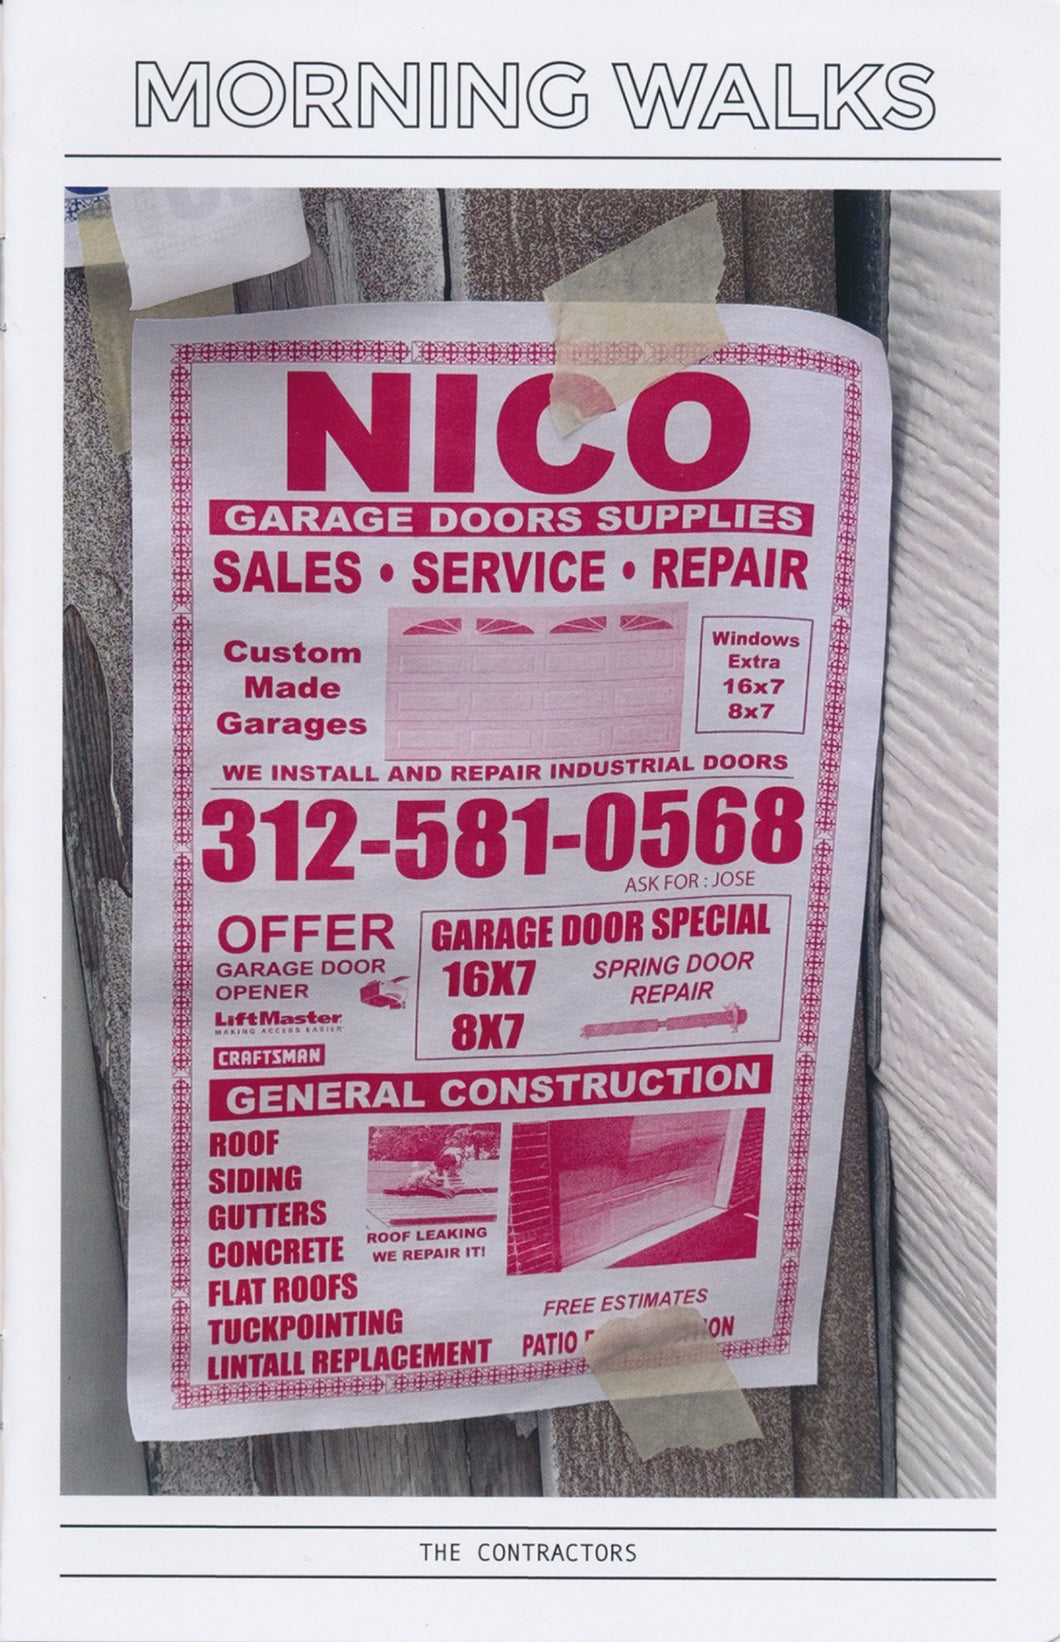 MORNING WALKS
NICO
GARAGE DOORS SUPPLIES
SALES • SERVICE • REPAIR
Custom
Made
Garages
Windows
Extra
16x7
8x7
WE INSTALL AND REPAIR INDUSTRIAL DOORS
312-581-0568
ASK FOR : JOSE
OFFER
GARAGE DOOR
OPENER
LiftMaster
MAKING ACCESS EASIER
CRAFTSMAN
GARAGE DOOR SPECIAL
16X7
8X7
SPRING DOOR
REPAIR
GENERAL CONSTRUCTION
ROOF
SIDING
GUTTERS
CONCRETE
FLAT ROOFS
TUCKPOINTING
LINTALL REPLACEMENT
ROOF LEAKING
WE REPAIR IT!
FREE ESTIMATES
PATIO
THE CONTRACTORS